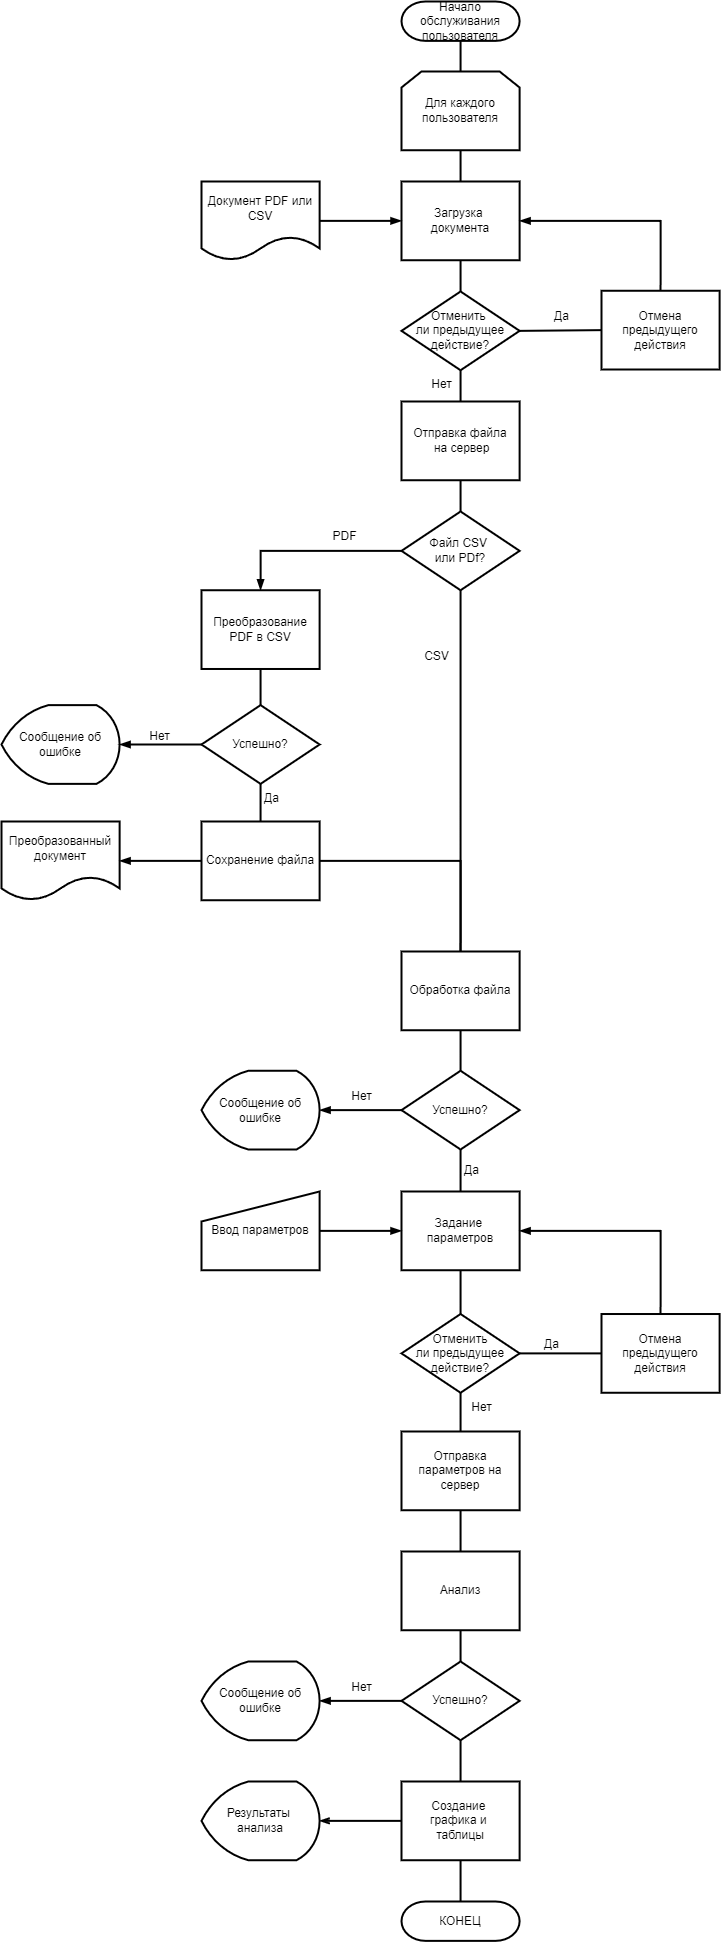 Начало
обслуживания
пользователя
Для каждого
пользователя
Документ PDF или
CSV
Загрузка
документа
Отменить
ли предыдущее
действие?
Да
Отмена
предыдущего
действия
Нет
Отправка файла
на сервер
PDF
Файл CSV
или PDf?
Преобразование
PDF в CSV
CSV
Сообщение об
ошибке
Нет
Успешно?
Да
Преобразованный
документ
Сохранение файла
Обработка файла
Сообщение об
ошибке
Нет
Успешно?
Да
Ввод параметров
Задание
параметров
Отменить
ли предыдущее
действие?
Да
Отмена
предыдущего
действия
Нет
Отправка
параметров на
сервер
Анализ
Сообщение об
ошибке
Нет
Успешно?
Результаты
анализа
Создание
графика и
таблицы
КОНЕЦ